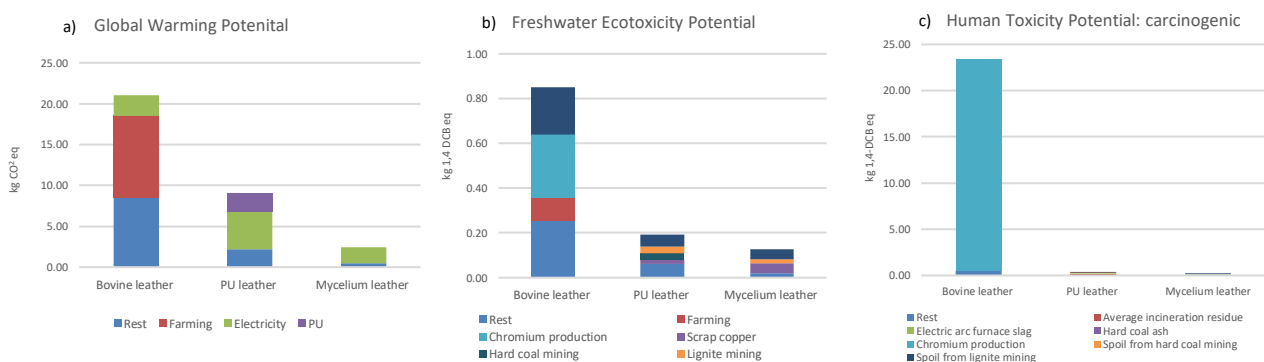 a) Global Warming Potenital
25.00
20.00
15.00
10.00
5.00
0.00
kg CO² eq
Bovine leather PU leather Mycelium leather
Rest Farming Electricity PU
b) Freshwater Ecotoxicity Potential
1.00
0.80
0.60
0.40
0.20
0.00
kg 1,4 DCB eq
Bovine leather PU leather Mycelium leather
Rest Farming
Chromium production Scrap copper
Hard coal mining Lignite mining
c) Human Toxicity Potential: carcinogenic
25.00
20.00
15.00
10.00
5.00
0.00
kg 1,4-DCB eq
Bovine leather PU leather Mycelium leather
Rest Average incineration residue
Electric arc furnace slag Hard coal ash
Chromium production Spoil from hard coal mining
Spoil from lignite mining